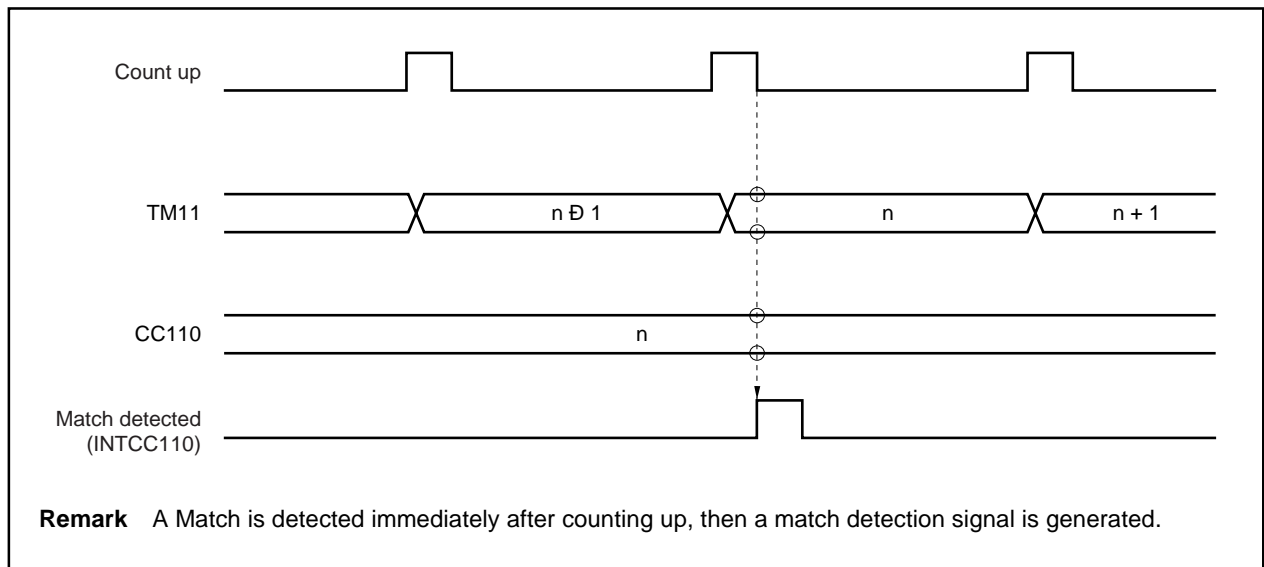 Count up
TM11
n Ð 1
n
n + 1
CC110
n
Match detected
(INTCC110)
Remark A Match is detected immediately after counting up, then a match detection signal is generated.